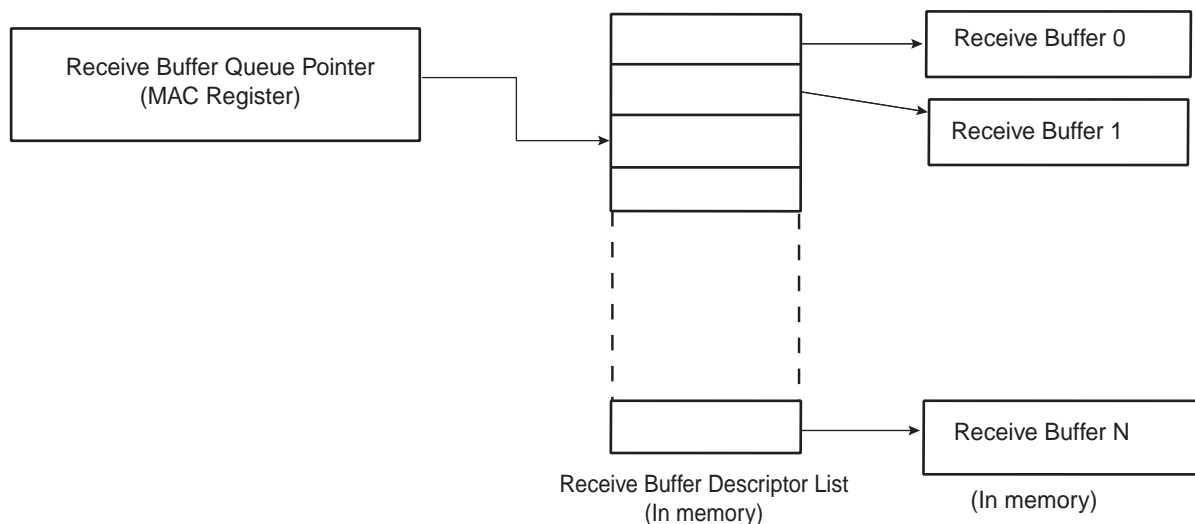 Receive Buffer Queue Pointer
(MAC Register)
Receive Buffer 0
Receive Buffer 1
Receive Buffer N
Receive Buffer Descriptor List
(In memory)
(In memory)